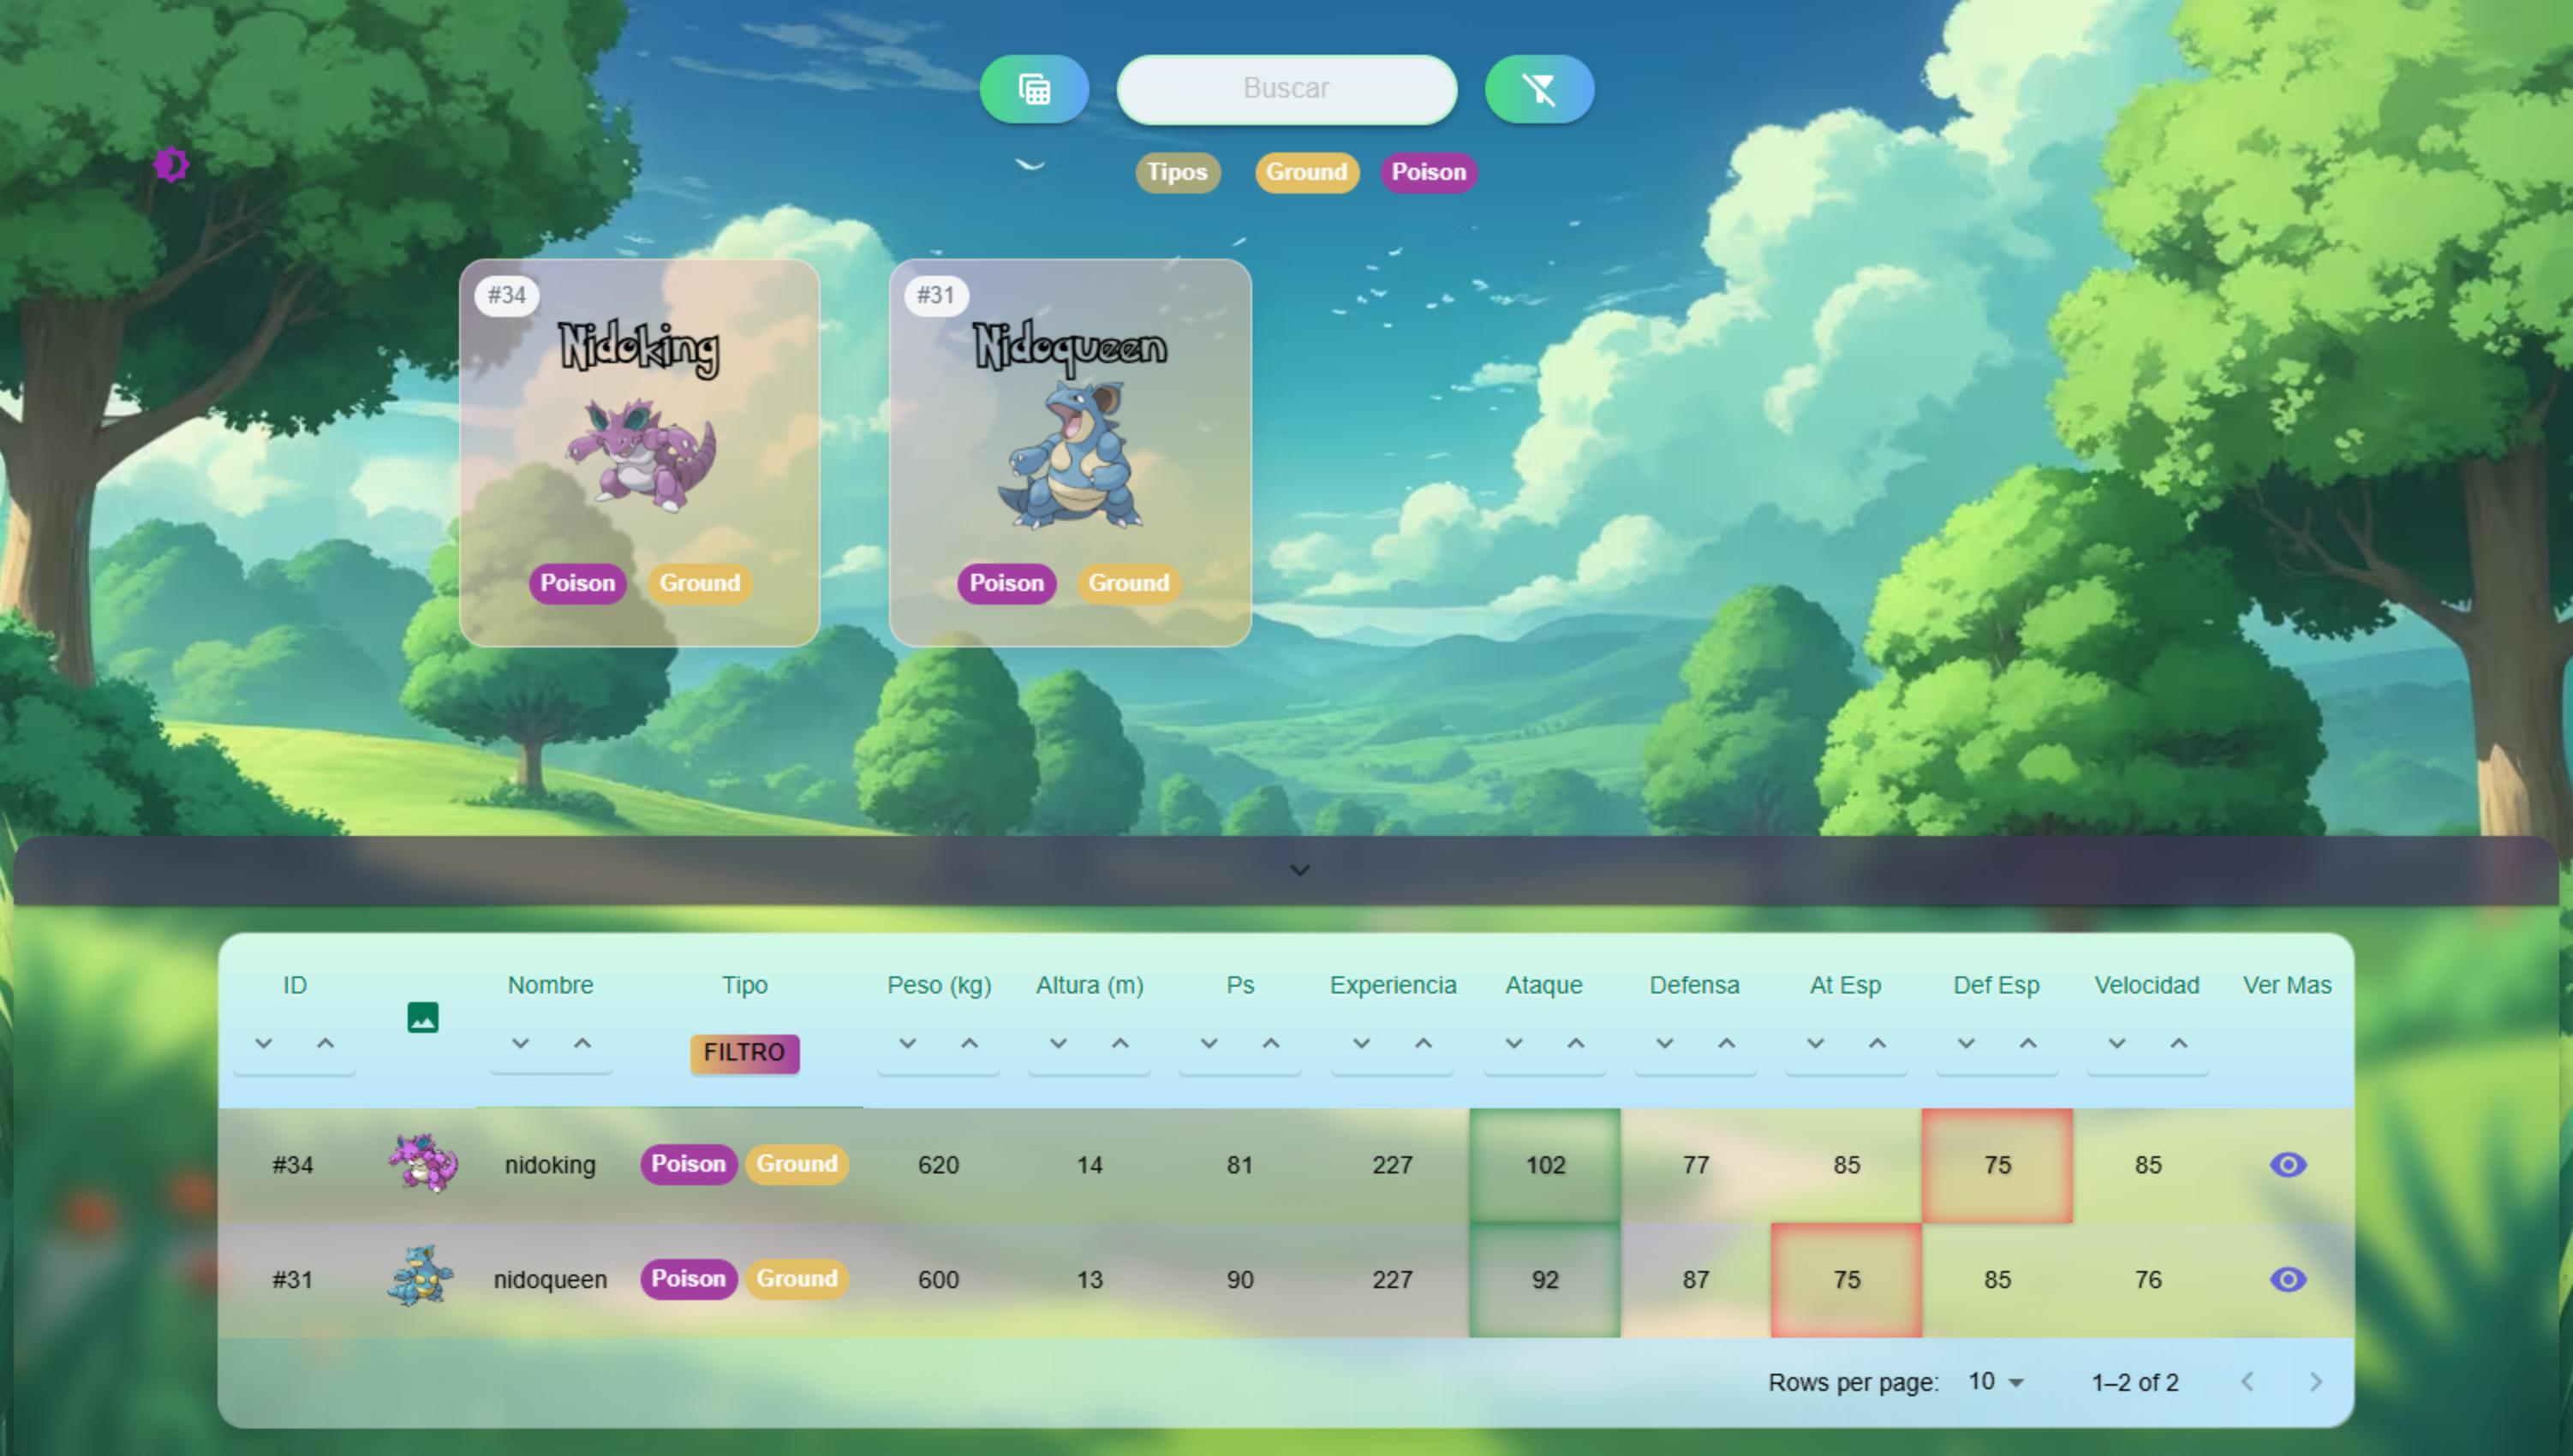 Buscar
Tipos Ground Poison
#34
Nidoking
Poison Ground
#31
Nidoqueen
Poison Ground
ID Nombre Tipo Peso (kg) Altura (m) Ps Experiencia Ataque Defensa At Esp Def Esp Velocidad Ver Mas
FILTRO
#34 nidoking Poison Ground 620 14 81 227 102 77 85 75 85
#31 nidoqueen Poison Ground 600 13 90 227 92 87 75 85 76
Rows per page: 10 1–2 of 2